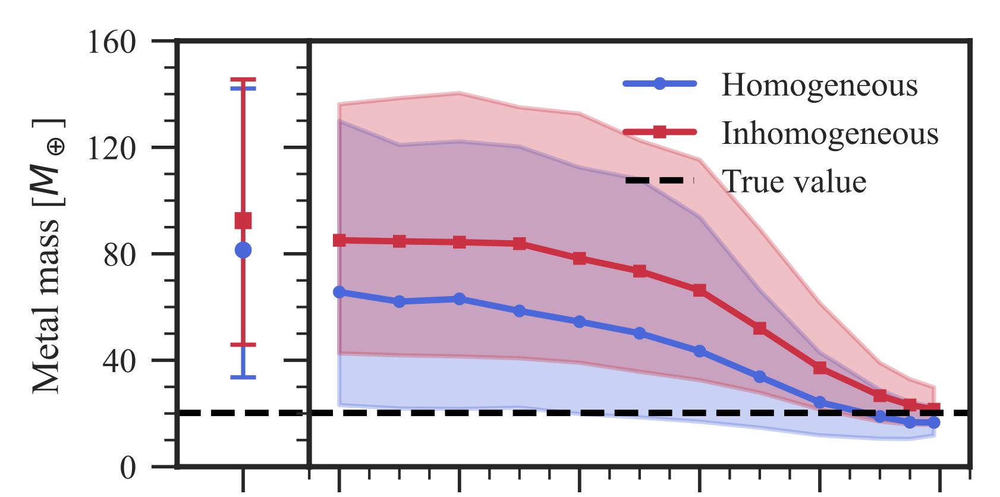 160
120
80
40
0
Metal mass [M⊕]
Homogeneous
Inhomogeneous
True value